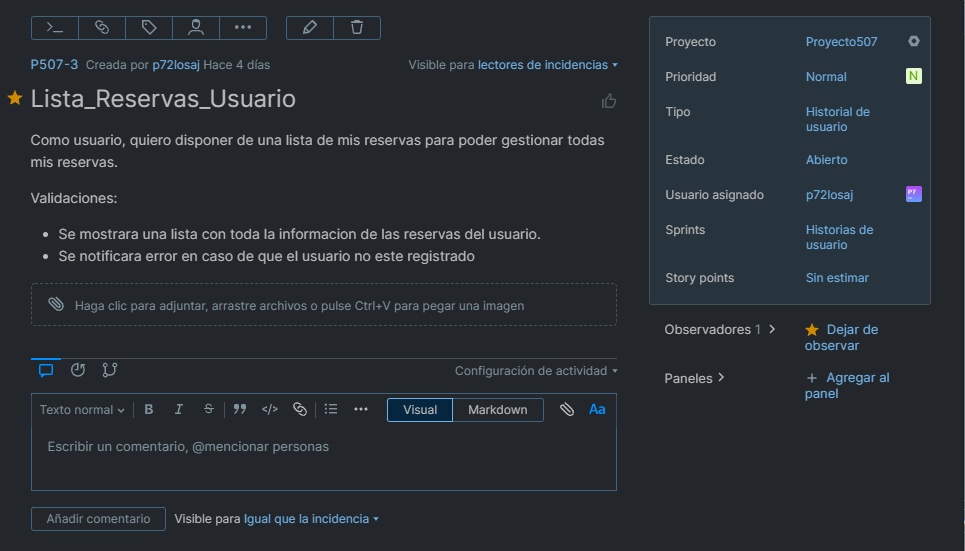 P507-3 Creada por p72losaj Hace 4 días
Visible para lectores de incidencias
Lista_Reservas_Usuario
Como usuario, quiero disponer de una lista de mis reservas para poder gestionar todas
mis reservas.
Validaciones:
• Se mostrara una lista con toda la informacion de las reservas del usuario.
• Se notificara error en caso de que el usuario no este registrado
Haga clic para adjuntar, arrastre archivos o pulse Ctrl+V para pegar una imagen
Configuración de actividad
Texto normal B I S Visual Markdown Aa
Escribir un comentario, @mencionar personas
Añadir comentario Visible para Igual que la incidencia
Proyecto Proyecto507
Prioridad Normal N
Tipo Historial de
usuario
Estado Abierto
Usuario asignado p72losaj P7
Sprints Historias de
usuario
Story points Sin estimar
Observadores 1 Dejar de
observar
Paneles + Agregar al
panel